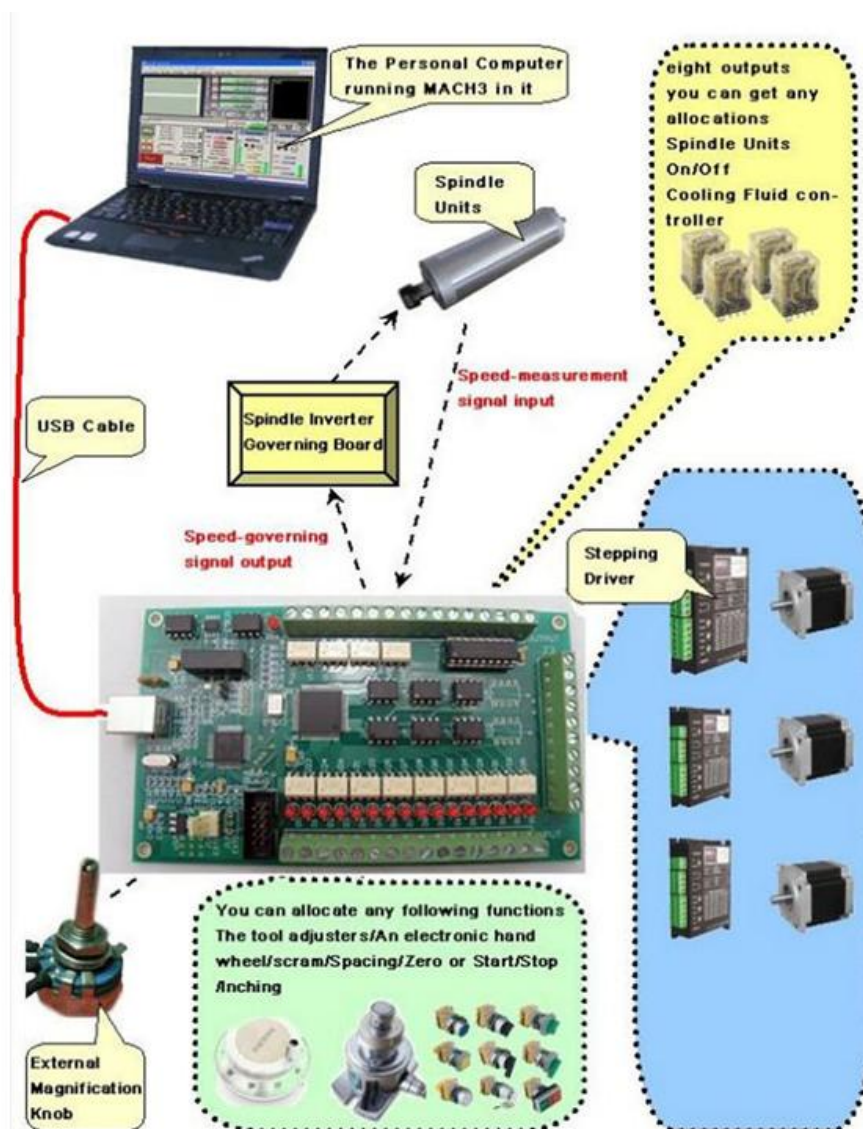 The Personal Computer
running MACH3 in it
eight outputs
you can get any
allocations
Spindle Units
On/Off
Cooling Fluid con-
troller
Spindle
Units
Speed-measurement
signal input
USB Cable
Spindle Inverter
Governing Board
Speed-governing
signal output
Stepping
Driver
You can allocate any following functions
The tool adjusters/An electronic hand
wheel/scram/Spacing/Zero or Start/Stop
/Inching
External
Magnification
Knob
INPUT